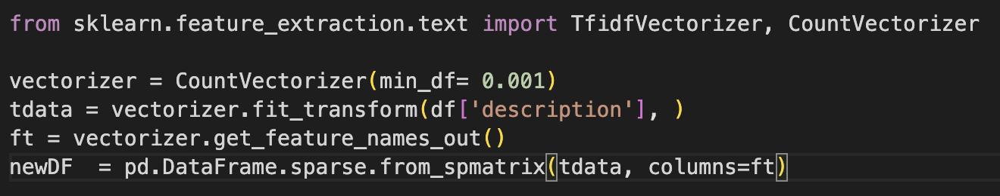 from sklearn.feature_extraction.text import TfidfVectorizer, CountVectorizer
vectorizer = CountVectorizer(min_df= 0.001)
tdata = vectorizer.fit_transform(df['description'], )
ft = vectorizer.get_feature_names_out()
newDF  = pd.DataFrame.sparse.from_spmatrix(tdata, columns=ft)